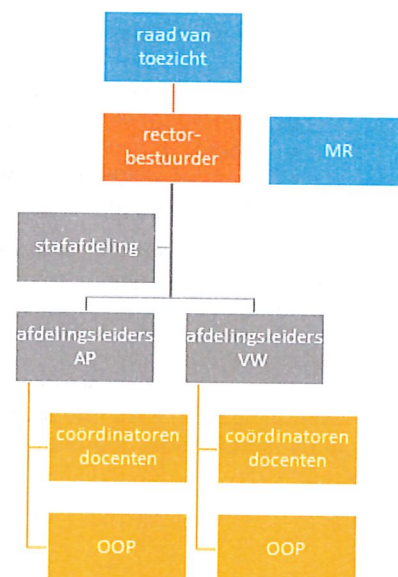 raad van
toezicht
rector-
bestuurder
MR
stafafdeling
afdelingsleiders
AP
afdelingsleiders
VW
coördinatoren
docenten
coördinatoren
docenten
OOP
OOP